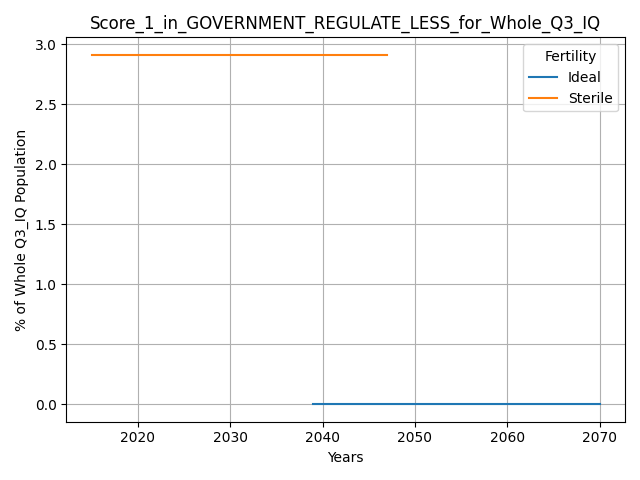 Score_1_in_GOVERNMENT_REGULATE_LESS_for_Whole_Q3_IQ
3.0
2.5
2.0
1.5
1.0
0.5
0.0
% of Whole Q3_IQ Population
Fertility
Ideal
Sterile
2020 2030 2040 2050 2060 2070
Years